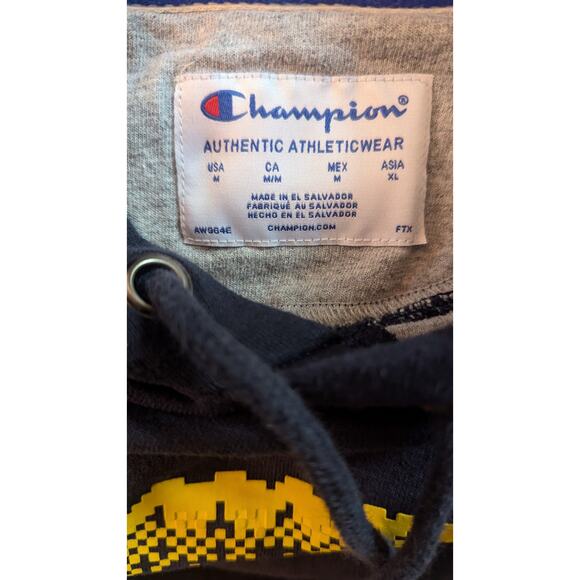 Champion®
AUTHENTIC ATHLETICWEAR
USA CA MEX ASIA
M M/M M XL
MADE IN EL SALVADOR
FABRIQUÉ AU SALVADOR
HECHO EN EL SALVADOR
AWGG4E CHAMPION.COM FTX